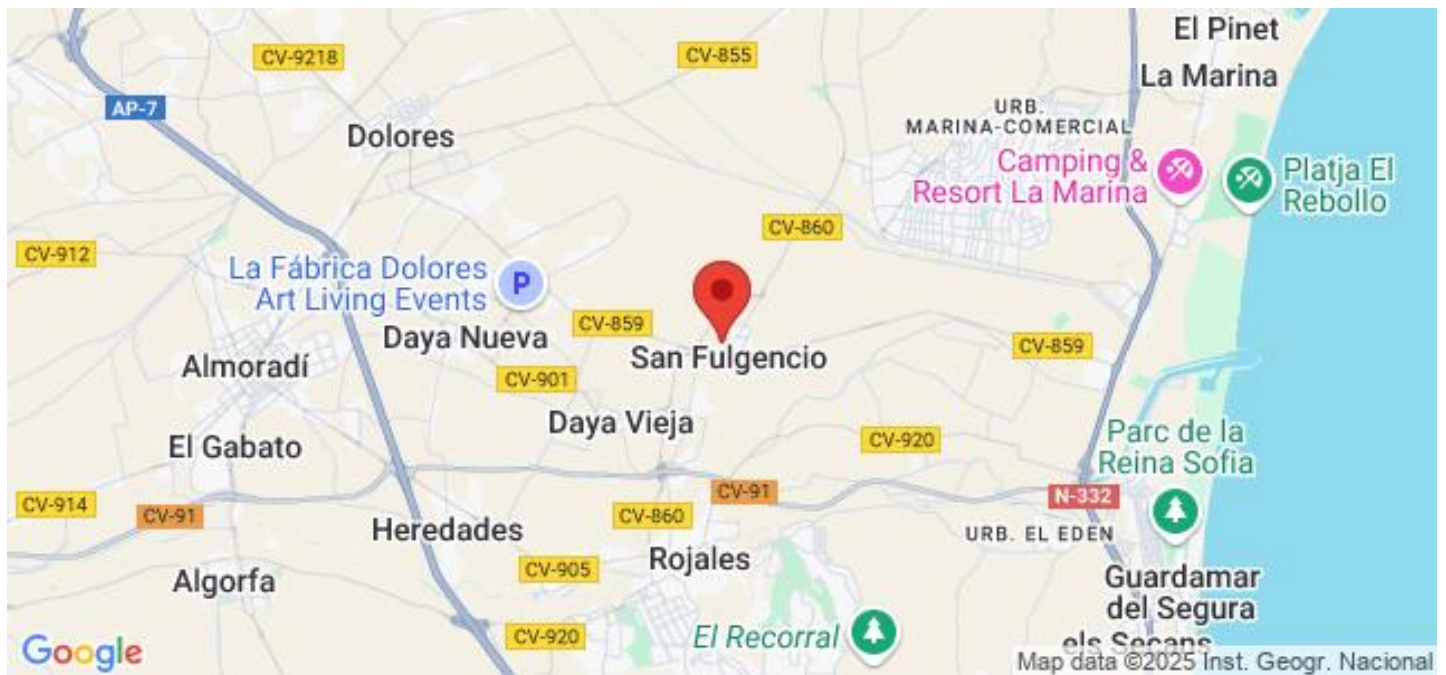 El Pinet
CV-9218
CV-855
La Marina
AP-7
URB.
MARINA-COMERCIAL
Dolores
Camping &
Resort La Marina
Platja El
Rebollo
CV-860
CV-912
La Fábrica Dolores
Art Living Events
P
CV-859
Daya Nueva
San Fulgencio
CV-859
Almoradí
CV-901
Daya Vieja
Parc de la
Reina Sofia
El Gabato
CV-920
CV-914
CV-91
CV-91
N-332
CV-860
Heredades
URB. EL EDEN
Rojales
CV-905
Algorfa
Guardamar
del Segura
CV-920
El Recorral
els Secans
Google
Map data ©2025 Inst. Geogr. Nacional